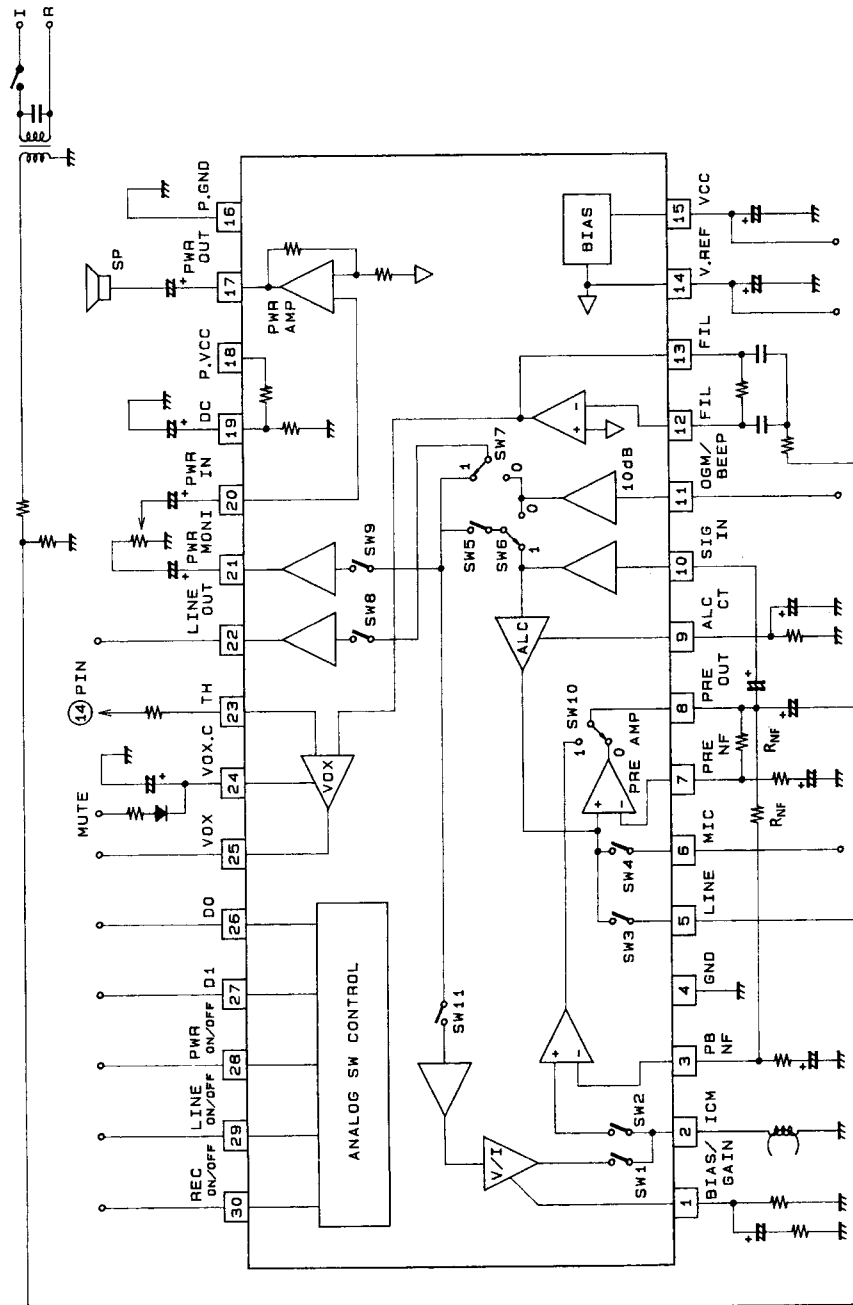 I
R
SP
P.GND
PWR OUT
P.VCC
DC
PWR IN
PWR MONI
LINE OUT
14 PIN
TH
VOX.C
MUTE
VOX
D0
D1
PWR ON/OFF
LINE ON/OFF
REC ON/OFF
16
17
18
19
20
21
22
23
24
25
26
27
28
29
30
PWR AMP
BIAS
SW7
1
0
10dB
SW5
SW6
0
1
SW9
SW8
ALC
SW10
1
0
PRE AMP
+
-
VOX
SW4
SW3
SW11
ANALOG SW CONTROL
SW2
SW1
V/I
15
14
13
12
11
10
9
8
7
6
5
4
3
2
1
VCC
V.REF
FIL
FIL
OGM/BEEP
SIG IN
ALC CT
PRE OUT
PRE NF
MIC
LINE
GND
PB NF
ICM
BIAS/GAIN
RNF
RNF